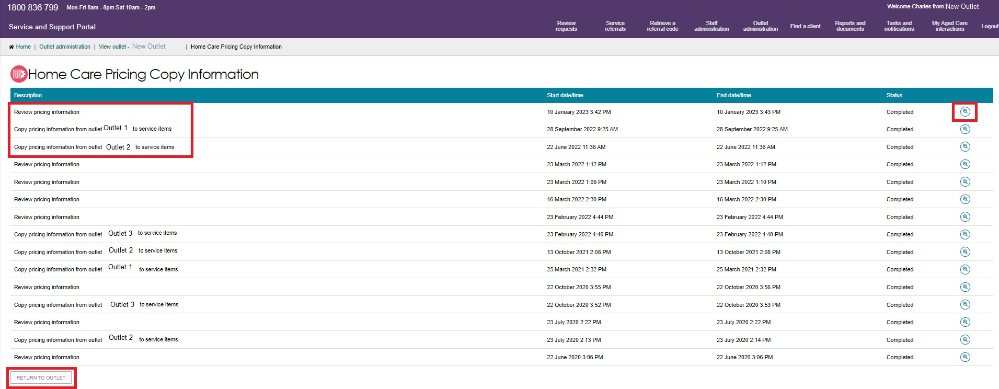 1800 836 799 Mon-Fri 8am - 8pm Sat 10am - 2pm Welcome Charles from New Outlet
Service and Support Portal Review requests Service referrals Retrieve a referral code Staff administration Outlet administration Find a client Reports and documents Tasks and notifications My Aged Care interactions Logout
Home | Outlet administration | View outlet - New Outlet | Home Care Pricing Copy Information
Home Care Pricing Copy Information
Description Start date/time End date/time Status
Review pricing information 10 January 2023 3:42 PM 10 January 2023 3:43 PM Completed
Copy pricing information from outlet Outlet 1 to service items 28 September 2022 9:25 AM 28 September 2022 9:25 AM Completed
Copy pricing information from outlet Outlet 2 to service items 22 June 2022 11:36 AM 22 June 2022 11:36 AM Completed
Review pricing information 23 March 2022 1:12 PM 23 March 2022 1:12 PM Completed
Review pricing information 23 March 2022 1:09 PM 23 March 2022 1:10 PM Completed
Review pricing information 16 March 2022 2:30 PM 16 March 2022 2:30 PM Completed
Review pricing information 23 February 2022 4:44 PM 23 February 2022 4:44 PM Completed
Copy pricing information from outlet Outlet 3 to service items 23 February 2022 4:40 PM 23 February 2022 4:40 PM Completed
Copy pricing information from outlet Outlet 2 to service items 13 October 2021 2:08 PM 13 October 2021 2:08 PM Completed
Copy pricing information from outlet Outlet 1 to service items 25 March 2021 2:32 PM 25 March 2021 2:32 PM Completed
Review pricing information 22 October 2020 3:55 PM 22 October 2020 3:56 PM Completed
Copy pricing information from outlet Outlet 3 to service items 22 October 2020 3:52 PM 22 October 2020 3:53 PM Completed
Review pricing information 23 July 2020 2:22 PM 23 July 2020 2:22 PM Completed
Copy pricing information from outlet Outlet 2 to service items 23 July 2020 2:13 PM 23 July 2020 2:14 PM Completed
Review pricing information 22 June 2020 3:06 PM 22 June 2020 3:06 PM Completed
RETURN TO OUTLET